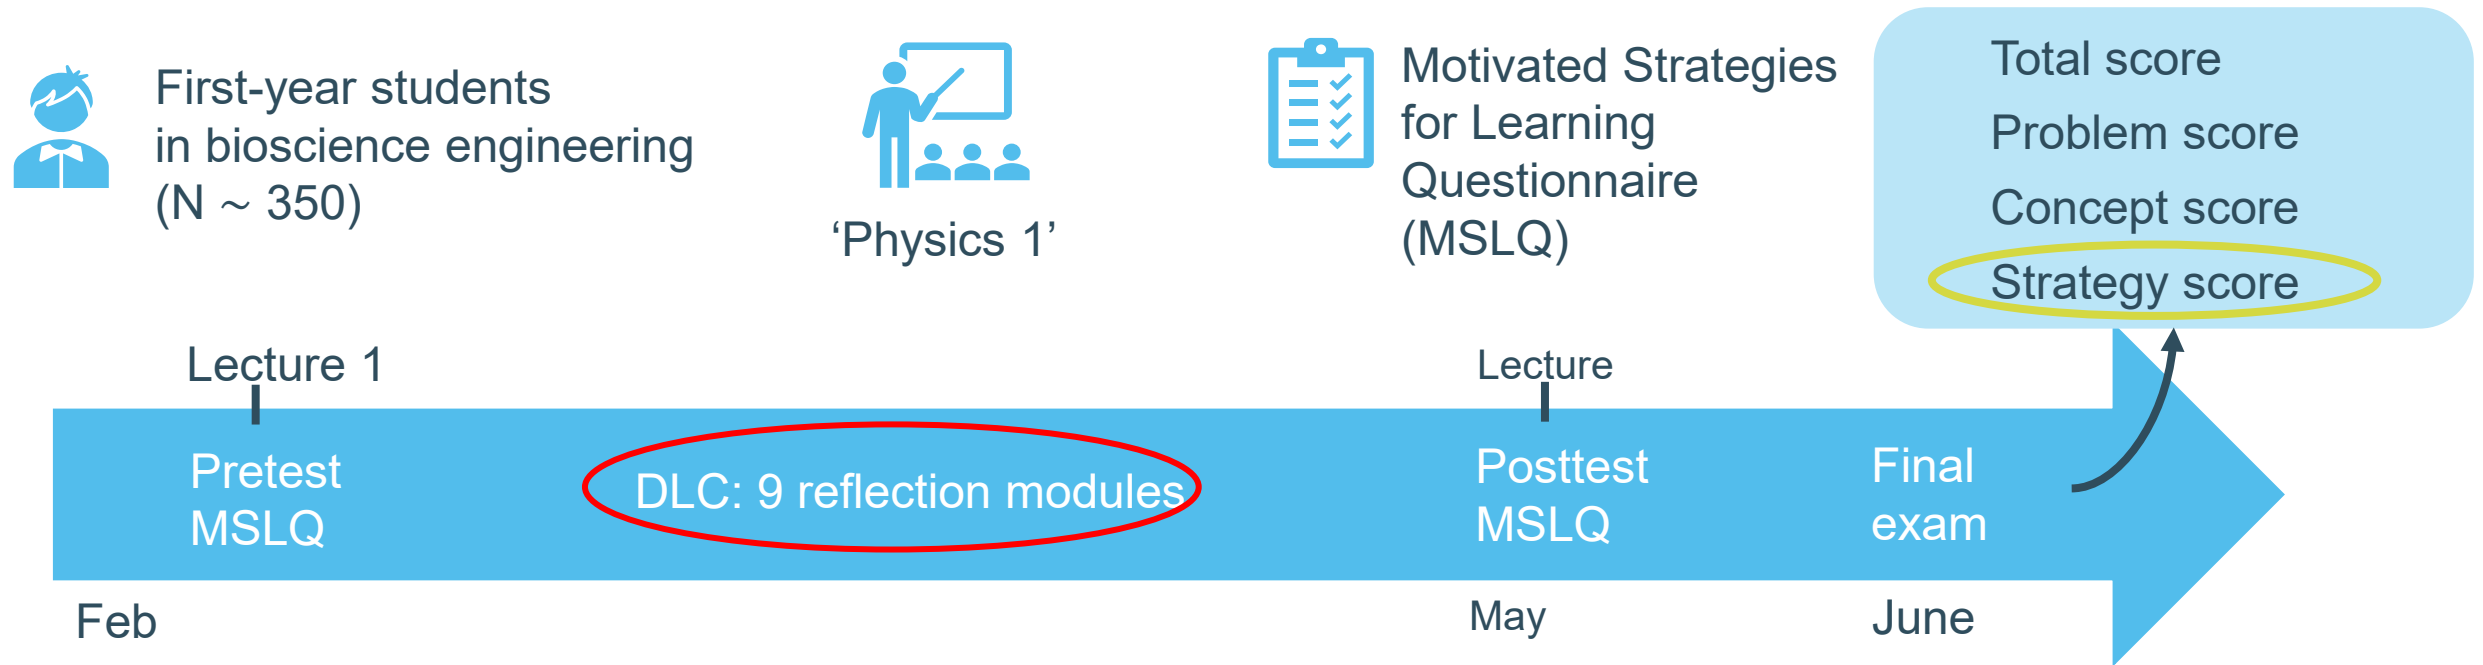 First-year students
in bioscience engineering
(N ~ 350)
‘Physics 1’
Motivated Strategies
for Learning
Questionnaire
(MSLQ)
Total score
Problem score
Concept score
Strategy score
Lecture 1
Lecture
Pretest
MSLQ
DLC: 9 reflection modules
Posttest
MSLQ
Final
exam
Feb
May
June